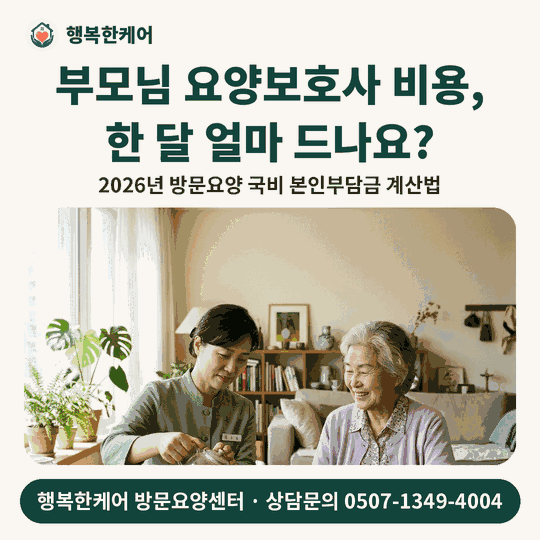 행복한케어
부모님 요양보호사 비용,
한 달 얼마 드나요?
2026년 방문요양 국비 본인부담금 계산법
행복한케어 방문요양센터 · 상담문의 0507-1349-4004